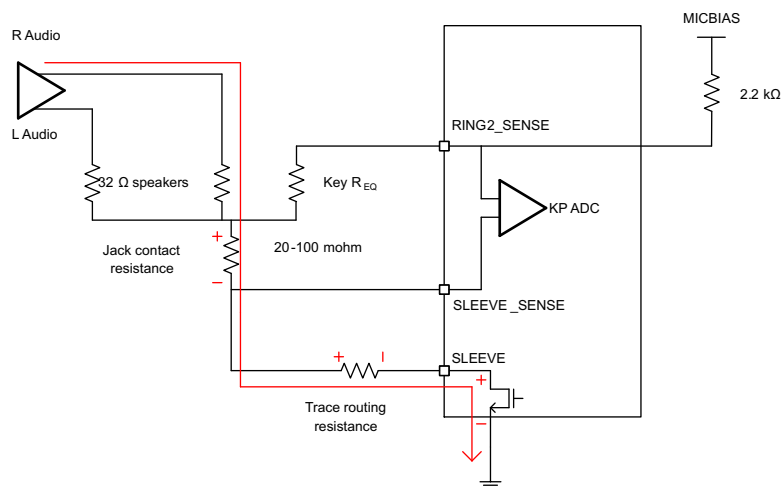 MICBIAS
R Audio
2.2 kΩ
RING2_SENSE
L Audio
32 Ω speakers
Key R EQ
KP ADC
+
20-100 mohm
Jack contact
resistance
–
SLEEVE _SENSE
+
–
SLEEVE
+
Trace routing
resistance
–